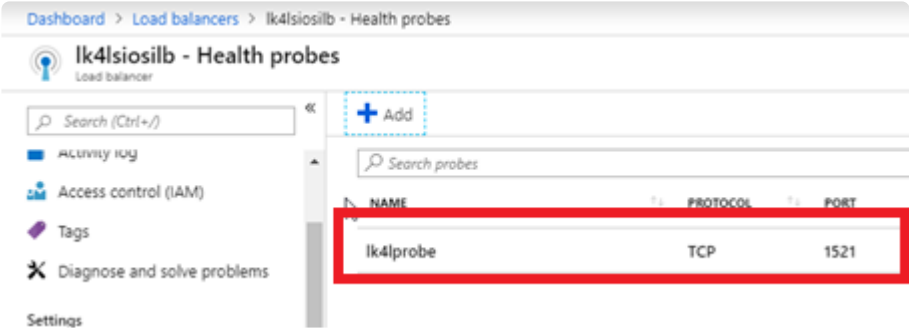 Dashboard > Load balancers > lk4lsiosilb - Health probes
lk4lsiosilb - Health probes
Load balancer
Search (Ctrl+/)
«
Add
Activity log
Search probes
Access control (IAM)
NAME PROTOCOL PORT
Tags
lk4lprobe TCP 1521
Diagnose and solve problems
Settings